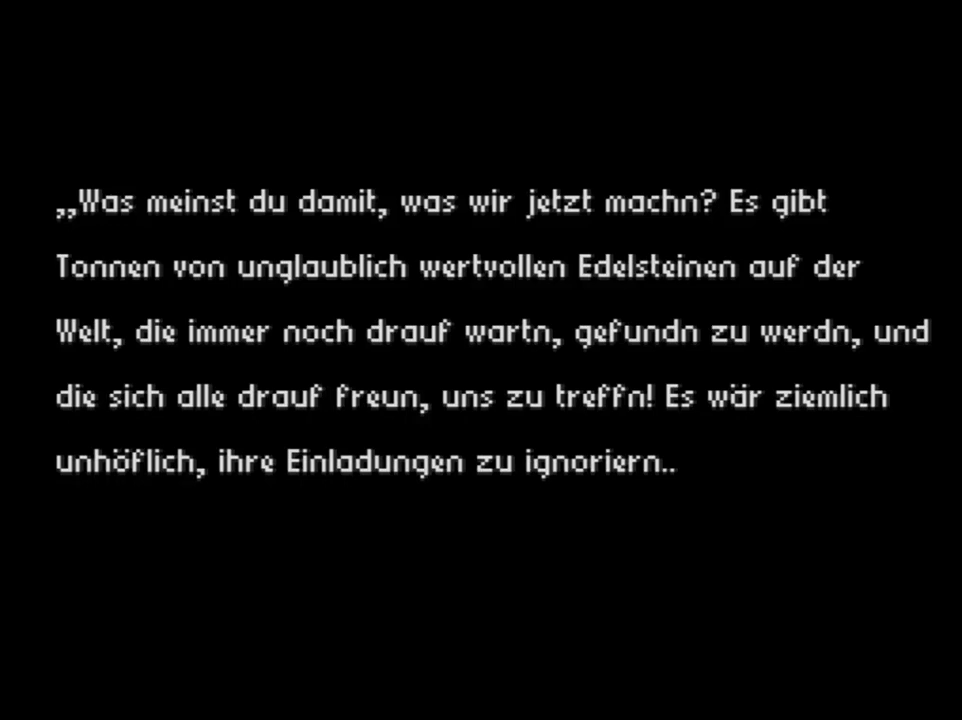 ,,Was meinst du damit, was wir jetzt machn? Es gibt
Tonnen von unglaublich wertvollen Edelsteinen auf der
Welt, die immer noch drauf wartn, gefundn zu werdn, und
die sich alle drauf freun, uns zu treffn! Es wär ziemlich
unhöflich, ihre Einladungen zu ignoriern..